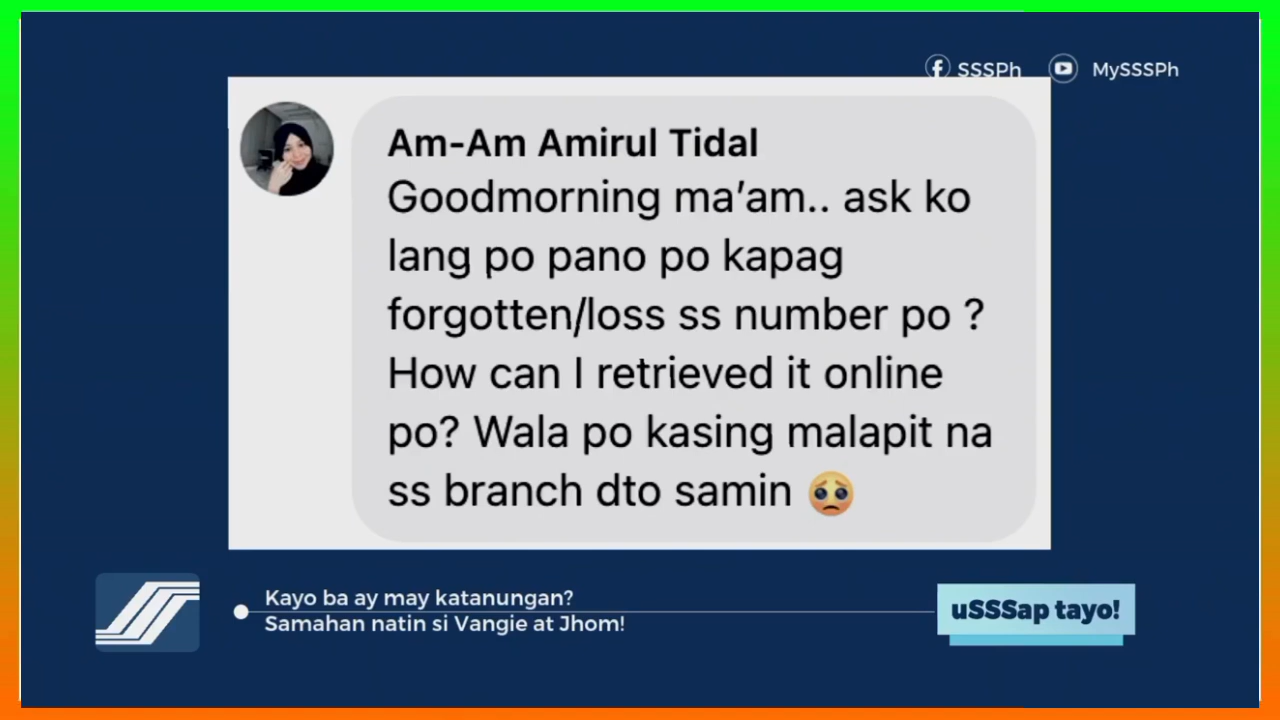 SSSPh MySSSPh
Am-Am Amirul Tidal
Goodmorning ma’am.. ask ko
lang po pano po kapag
forgotten/loss ss number po ?
How can I retrieved it online
po? Wala po kasing malapit na
ss branch dto samin 🥺
Kayo ba ay may katanungan?
Samahan natin si Vangie at Jhom!
uSSSap tayo!